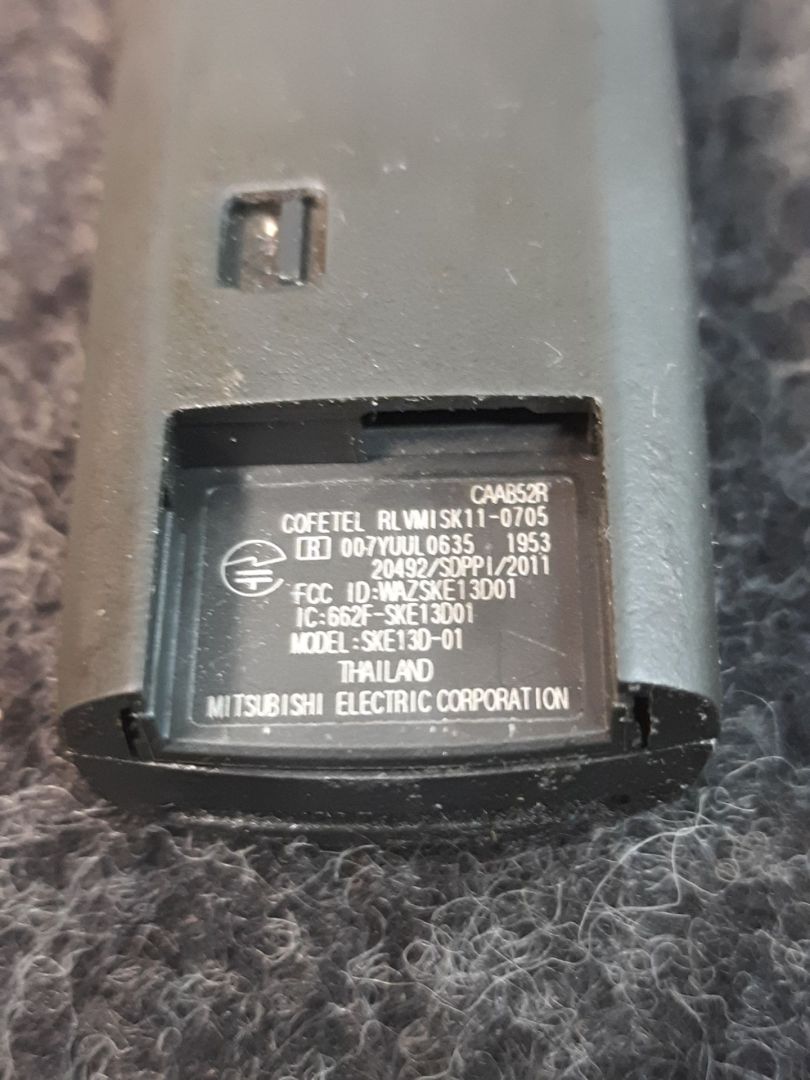 CAAB52R
COFETEL RLVMISK11-0705
R 007YUUL0635 1953
20492/SDPPI/2011
FCC ID:WAZSKE13D01
IC:662F-SKE13D01
MODEL:SKE13D-01
THAILAND
MITSUBISHI ELECTRIC CORPORATION